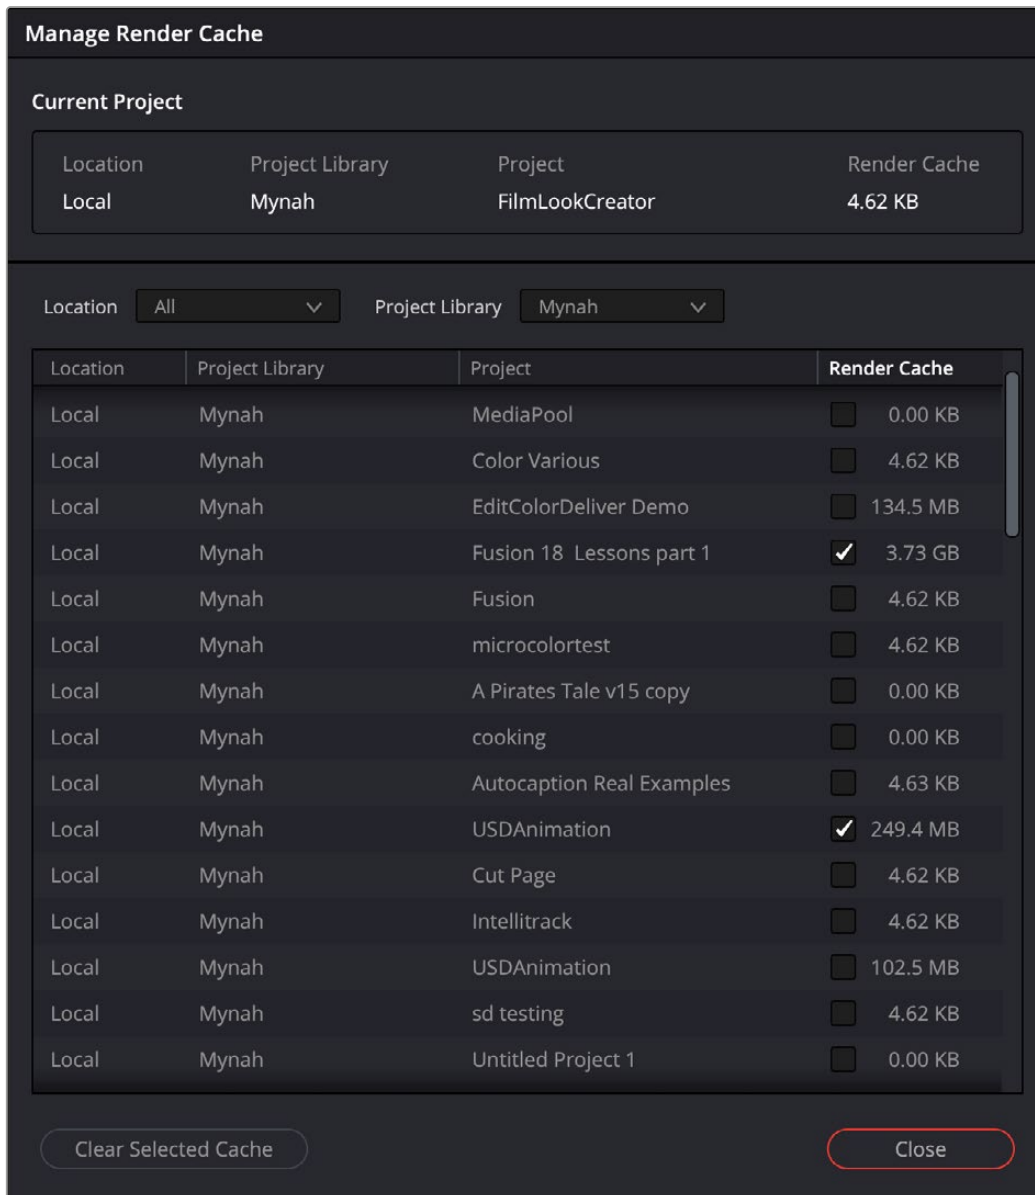 Manage Render Cache
Current Project
Location Project Library Project Render Cache
Local Mynah FilmLookCreator 4.62 KB
Location All Project Library Mynah
Location Project Library Project Render Cache
Local Mynah MediaPool 0.00 KB
Local Mynah Color Various 4.62 KB
Local Mynah EditColorDeliver Demo 134.5 MB
Local Mynah Fusion 18  Lessons part 1 3.73 GB
Local Mynah Fusion 4.62 KB
Local Mynah microcolortest 4.62 KB
Local Mynah A Pirates Tale v15 copy 0.00 KB
Local Mynah cooking 0.00 KB
Local Mynah Autocaption Real Examples 4.63 KB
Local Mynah USDAnimation 249.4 MB
Local Mynah Cut Page 4.62 KB
Local Mynah Intellitrack 4.62 KB
Local Mynah USDAnimation 102.5 MB
Local Mynah sd testing 4.62 KB
Local Mynah Untitled Project 1 0.00 KB
Clear Selected Cache Close